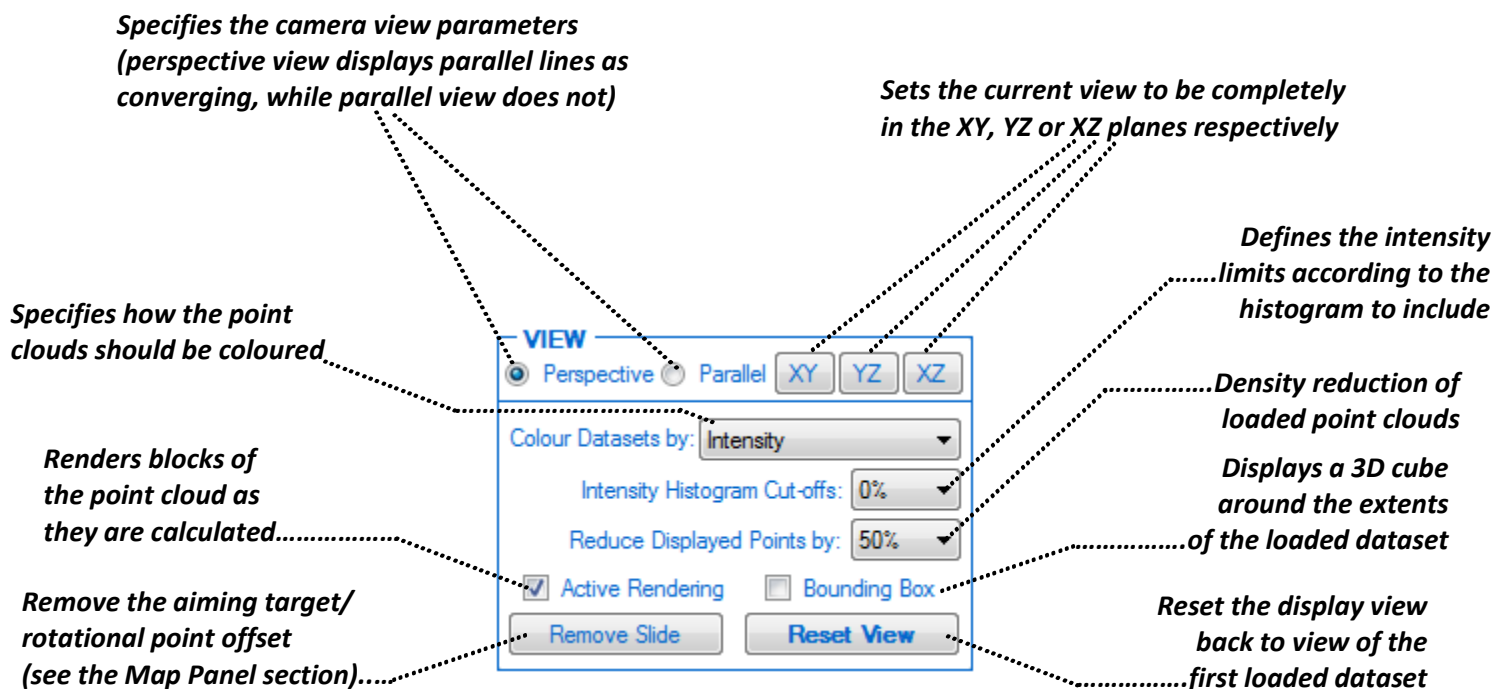 Specifies the camera view parameters
(perspective view displays parallel lines as
converging, while parallel view does not)
Sets the current view to be completely
in the XY, YZ or XZ planes respectively
Defines the intensity
limits according to the
histogram to include
Specifies how the point
clouds should be coloured
VIEW
Perspective Parallel XY YZ XZ
Density reduction of
loaded point clouds
Colour Datasets by: Intensity
Renders blocks of
the point cloud as
they are calculated
Intensity Histogram Cut-offs: 0%
Reduce Displayed Points by: 50%
Displays a 3D cube
around the extents
of the loaded dataset
Active Rendering Bounding Box
Remove Slide Reset View
Remove the aiming target/
rotational point offset
(see the Map Panel section)
Reset the display view
back to view of the
first loaded dataset